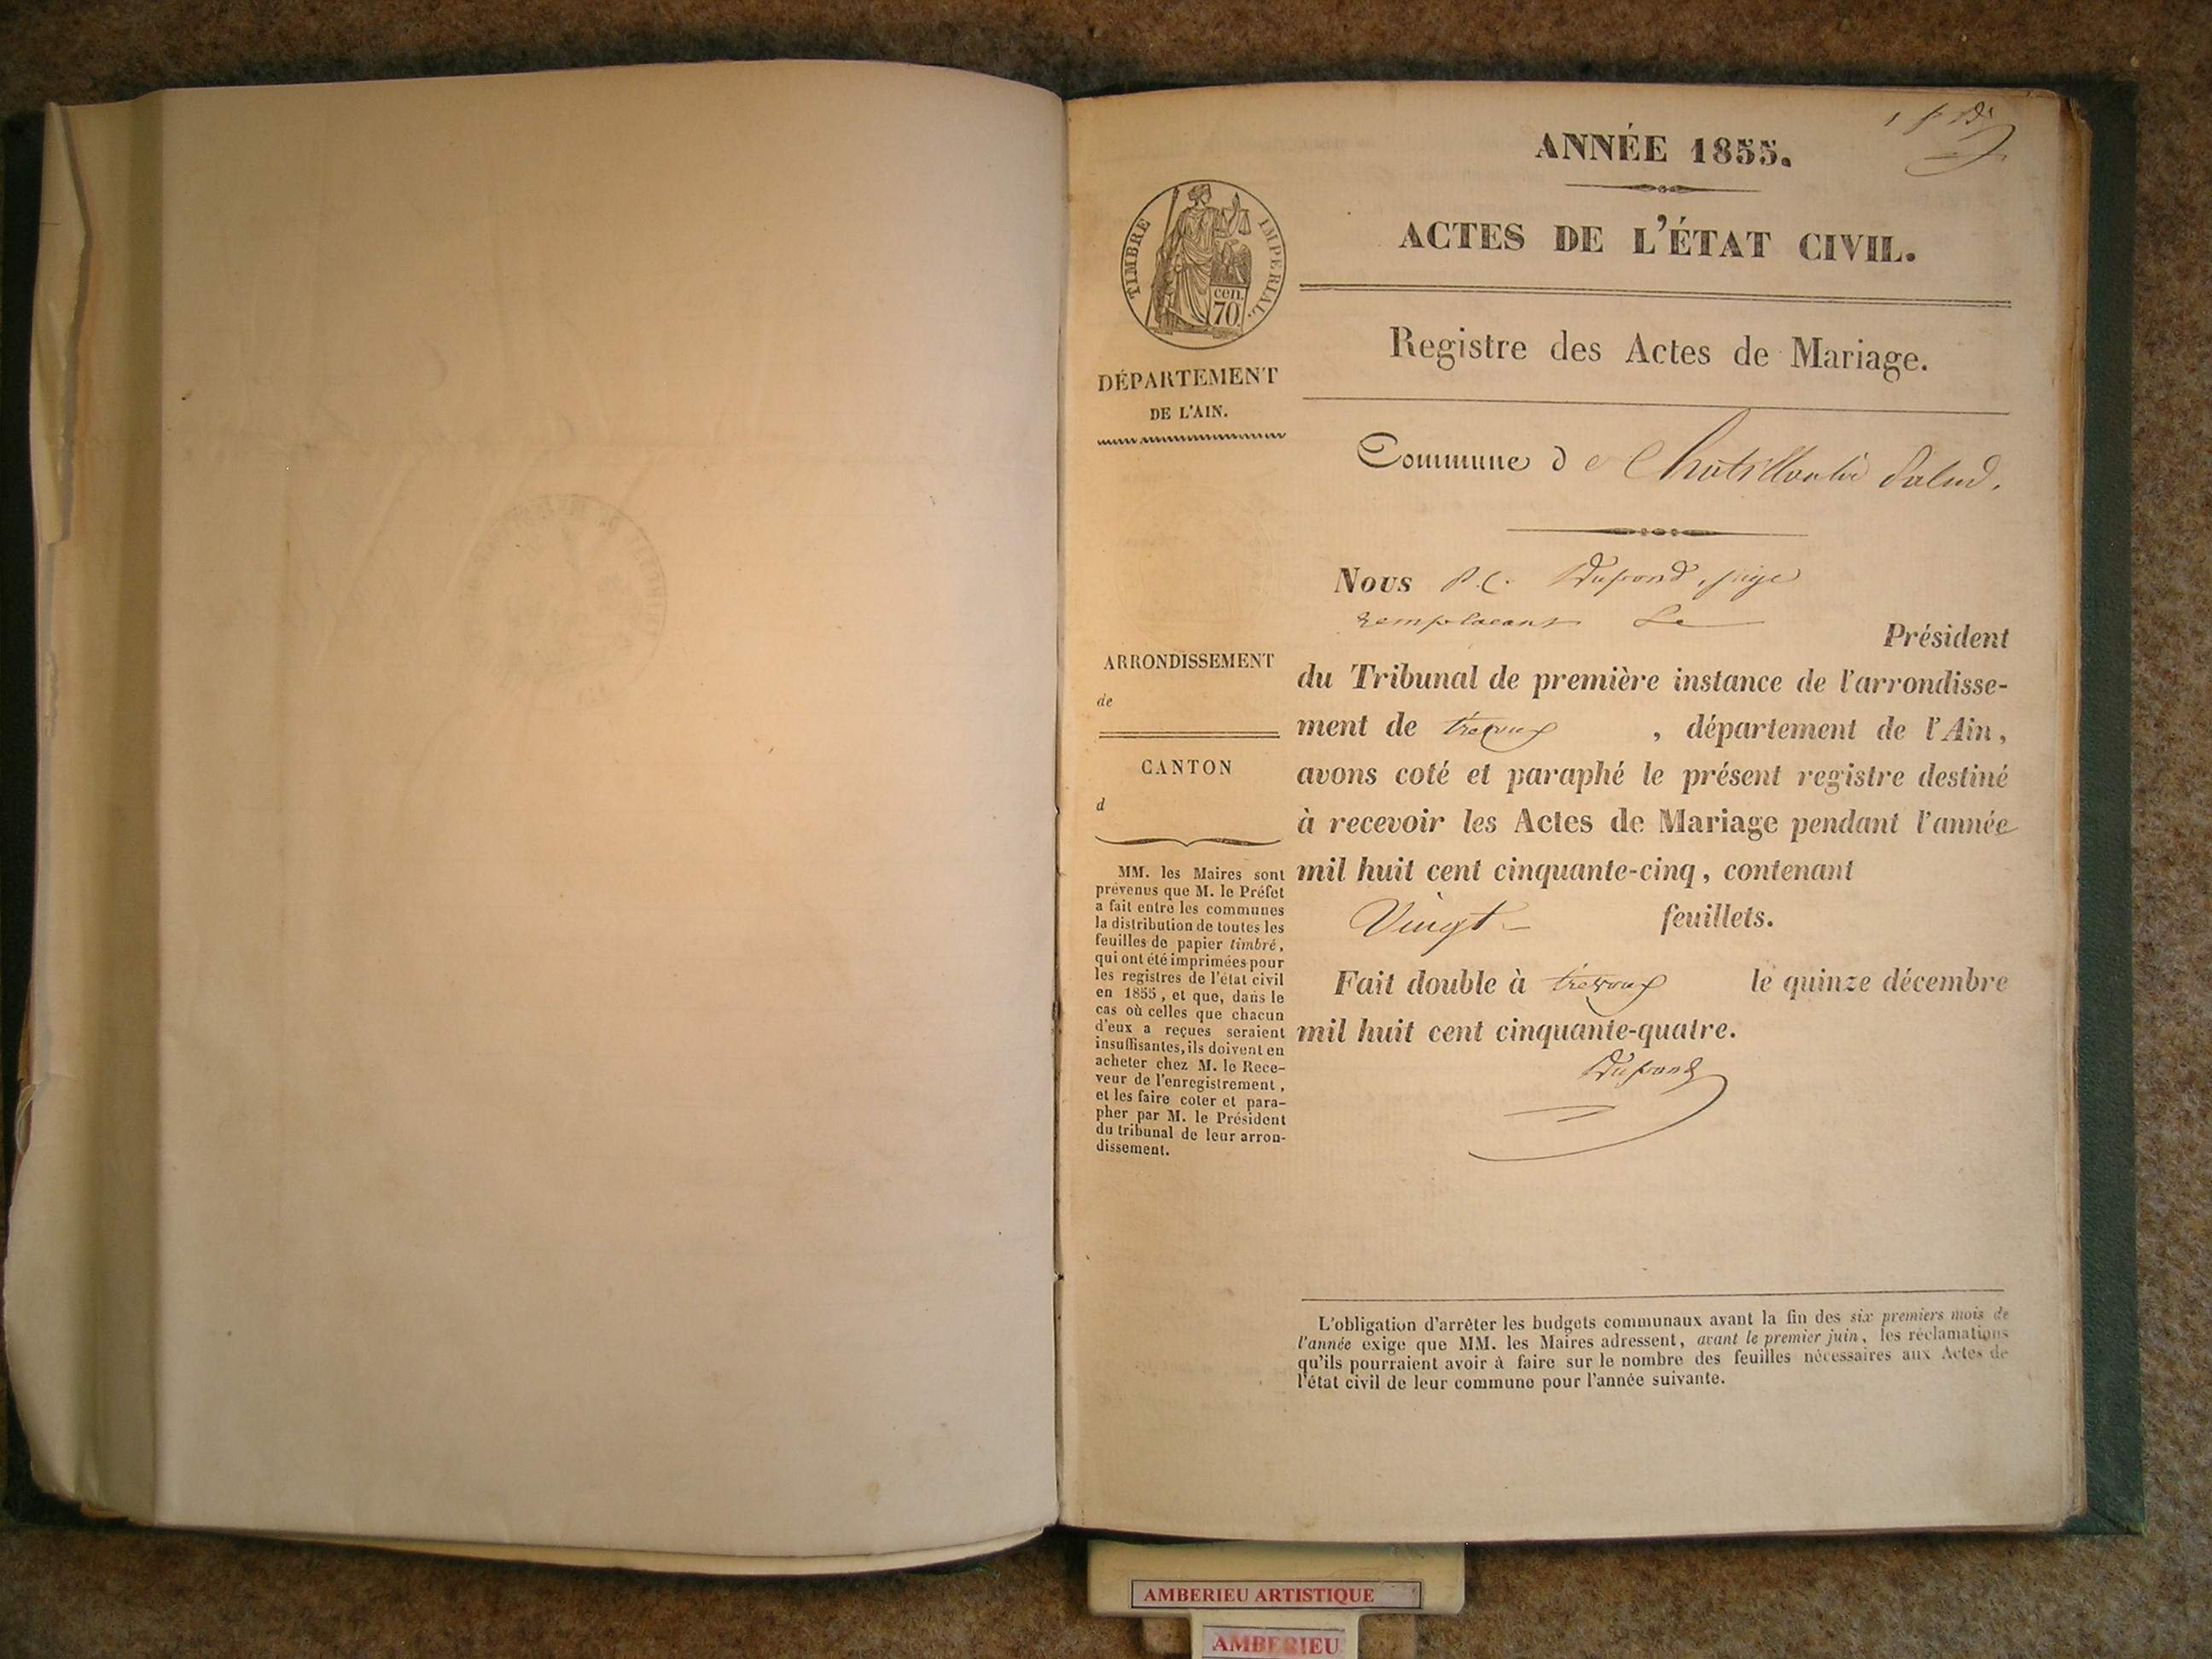 ANNÉE 1855.
ACTES DE L'ÉTAT CIVIL.
TIMBRE IMPERIAL.
cen.
70
Registre des Actes de Mariage.
DÉPARTEMENT
DE L'AIN.
Commune de Chatillon la Palud.
Nous P. C. Dufrond, juge
remplacant Le
Président
du Tribunal de première instance de l'arrondisse-
ment de trevoux , département de l'Ain,
avons coté et paraphé le présent registre destiné
à recevoir les Actes de Mariage pendant l'année
mil huit cent cinquante-cinq, contenant
Vingt feuillets.
Fait double à trévoux le quinze décembre
mil huit cent cinquante-quatre.
Dufrond
ARRONDISSEMENT
de
CANTON
d
MM. les Maires sont
prévenus que M. le Préfet
a fait entre les communes
la distribution de toutes les
feuilles de papier timbré,
qui ont été imprimées pour
les registres de l'état civil
en 1855, et que, dans le
cas où celles que chacun
d'eux a reçues seraient
insuffisantes, ils doivent en
acheter chez M. le Rece-
veur de l'enregistrement,
et les faire coter et para-
pher par M. le Président
du tribunal de leur arron-
dissement.
L'obligation d'arrêter les budgets communaux avant la fin des six premiers mois de
l'année exige que MM. les Maires adressent, avant le premier juin, les réclamations
qu'ils pourraient avoir à faire sur le nombre des feuilles nécessaires aux Actes de
l'état civil de leur commune pour l'année suivante.
AMBERIEU ARTISTIQUE
AMBERIEU